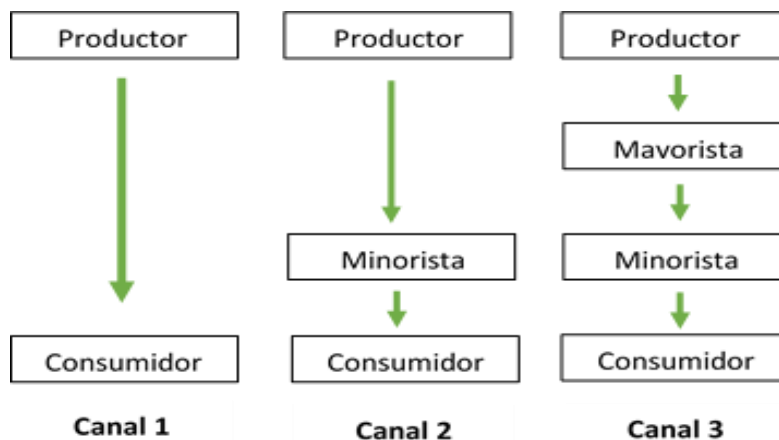 Productor
Productor
Productor
Mavorista
Minorista
Minorista
Consumidor
Consumidor
Consumidor
Canal 1
Canal 2
Canal 3